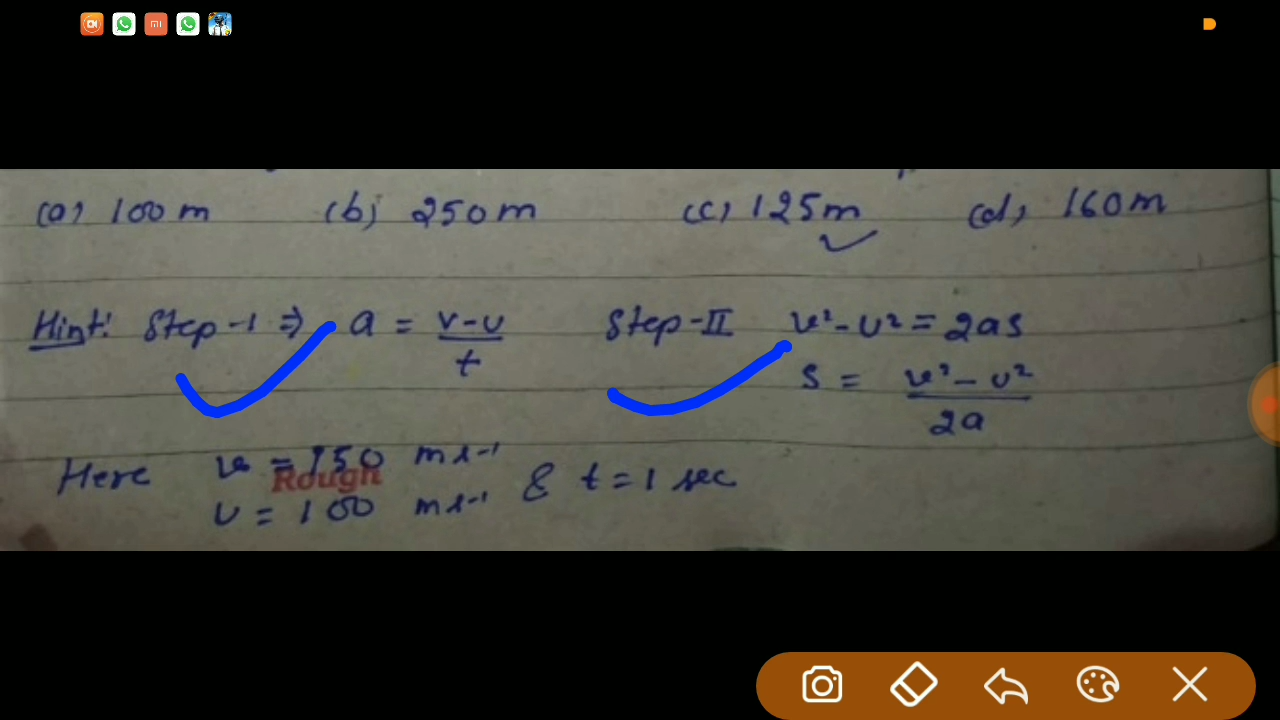 (a) 100 m (b) 250 m (c) 125 m (d) 160 m
Hint: Step-1 ⇒ a = v-u/t Step-II v²-u² = 2as
s = v²-u²/2a
Here v = 150 ms⁻¹ & t = 1 sec
Rough
u = 100 ms⁻¹